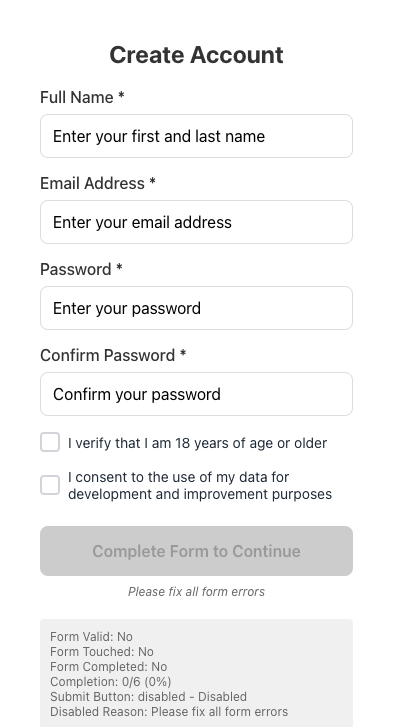 Create Account
Full Name *
Enter your first and last name
Email Address *
Enter your email address
Password *
Enter your password
Confirm Password *
Confirm your password
I verify that I am 18 years of age or older
I consent to the use of my data for
development and improvement purposes
Complete Form to Continue
Please fix all form errors
Form Valid: No
Form Touched: No
Form Completed: No
Completion: 0/6 (0%)
Submit Button: disabled - Disabled
Disabled Reason: Please fix all form errors